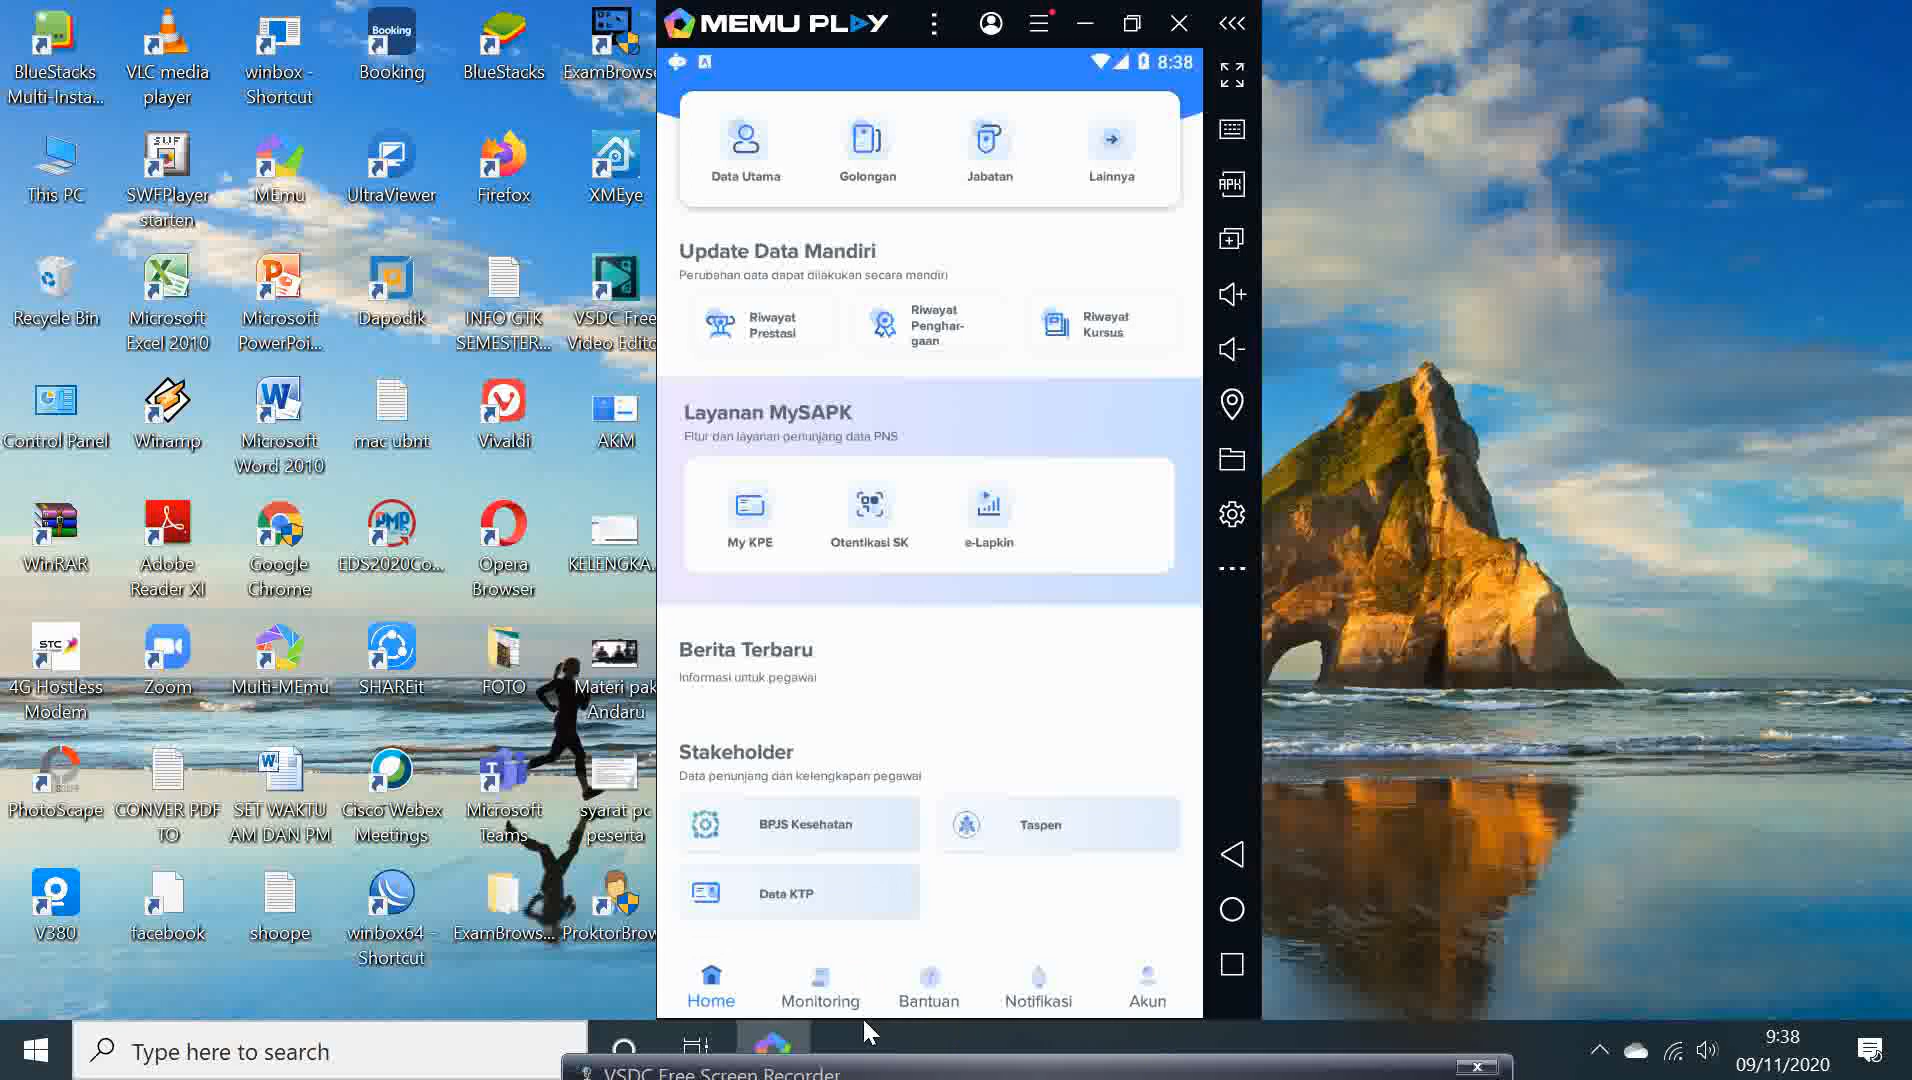 BlueStacks
Multi-Insta...
VLC media
player
winbox -
Shortcut
Booking
Booking
BlueStacks
ExamBrowse
This PC
SWFPlayer
starten
MEmu
UltraViewer
Firefox
XMEye
Recycle Bin
Microsoft
Excel 2010
Microsoft
PowerPoi...
Dapodik
INFO GTK
SEMESTER...
VSDC Free
Video Edito
Control Panel
Winamp
Microsoft
Word 2010
mac ubnt
Vivaldi
AKM
WinRAR
Adobe
Reader XI
Google
Chrome
EDS2020Co...
Opera
Browser
KELENGKA.
4G Hostless
Modem
Zoom
Multi-MEmu
SHAREit
FOTO
Materi pak
Andaru
PhotoScape
CONVER PDF
TO
SET WAKTU
AM DAN PM
Cisco Webex
Meetings
Microsoft
Teams
syarat pc
peserta
V380
facebook
shoope
winbox64 -
Shortcut
ExamBrows...
ProktorBrow
MEMU PLAY
8:38
Data Utama
Golongan
Jabatan
Lainnya
Update Data Mandiri
Perubahan data dapat dilakukan secara mandiri
Riwayat
Prestasi
Riwayat
Penghar-
gaan
Riwayat
Kursus
Layanan MySAPK
Fitur dan layanan penunjang data PNS
My KPE
Otentikasi SK
e-Lapkin
Berita Terbaru
Informasi untuk pegawai
Stakeholder
Data penunjang dan kelengkapan pegawai
BPJS Kesehatan
Taspen
Data KTP
Home
Monitoring
Bantuan
Notifikasi
Akun
APK
Type here to search
VSDC Free Screen Recorder
9:38
09/11/2020